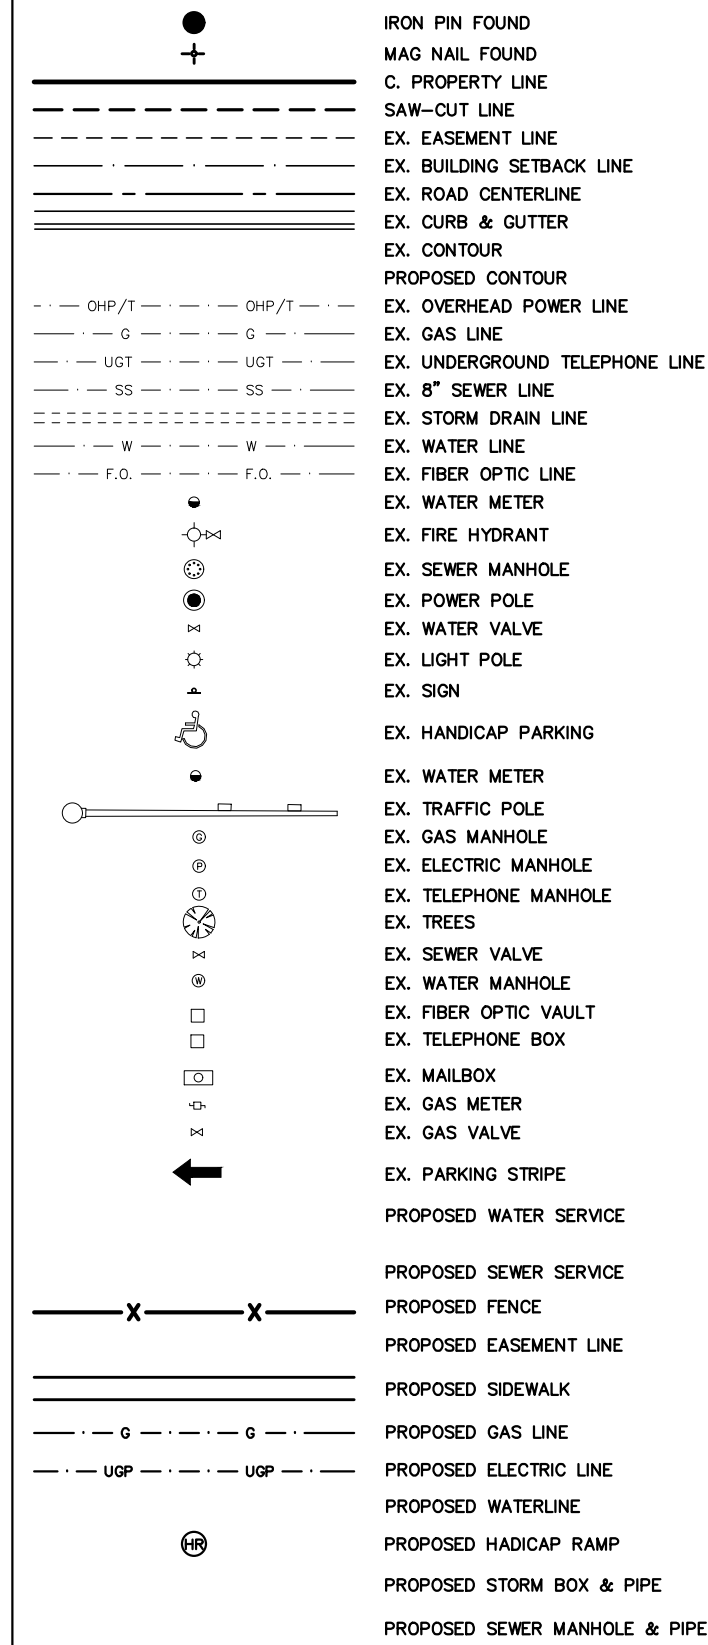 IRON PIN FOUND
MAG NAIL FOUND
C. PROPERTY LINE
SAW-CUT LINE
EX. EASEMENT LINE
EX. BUILDING SETBACK LINE
EX. ROAD CENTERLINE
EX. CURB & GUTTER
EX. CONTOUR
PROPOSED CONTOUR
OHP/T OHP/T EX. OVERHEAD POWER LINE
G G EX. GAS LINE
UGT UGT EX. UNDERGROUND TELEPHONE LINE
SS SS EX. 8" SEWER LINE
EX. STORM DRAIN LINE
W W EX. WATER LINE
F.O. F.O. EX. FIBER OPTIC LINE
EX. WATER METER
EX. FIRE HYDRANT
EX. SEWER MANHOLE
EX. POWER POLE
EX. WATER VALVE
EX. LIGHT POLE
EX. SIGN
EX. HANDICAP PARKING
EX. WATER METER
EX. TRAFFIC POLE
G EX. GAS MANHOLE
P EX. ELECTRIC MANHOLE
T EX. TELEPHONE MANHOLE
EX. TREES
EX. SEWER VALVE
W EX. WATER MANHOLE
EX. FIBER OPTIC VAULT
EX. TELEPHONE BOX
EX. MAILBOX
EX. GAS METER
EX. GAS VALVE
EX. PARKING STRIPE
PROPOSED WATER SERVICE
PROPOSED SEWER SERVICE
X X PROPOSED FENCE
PROPOSED EASEMENT LINE
PROPOSED SIDEWALK
G G PROPOSED GAS LINE
UGP UGP PROPOSED ELECTRIC LINE
PROPOSED WATERLINE
HR PROPOSED HADICAP RAMP
PROPOSED STORM BOX & PIPE
PROPOSED SEWER MANHOLE & PIPE